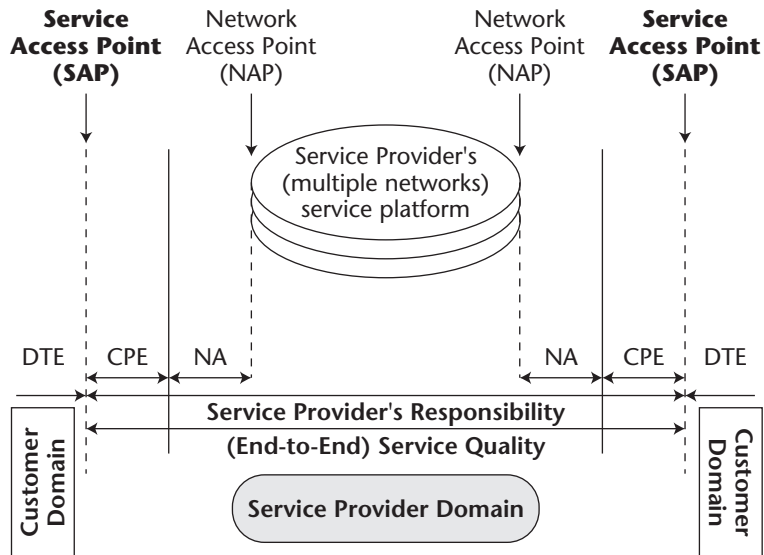 Service
Access Point
(SAP)
Network
Access Point
(NAP)
Network
Access Point
(NAP)
Service
Access Point
(SAP)
Service Provider's
(multiple networks)
service platform
DTE
CPE
NA
NA
CPE
DTE
Service Provider's Responsibility
(End-to-End) Service Quality
Customer
Domain
Service Provider Domain
Customer
Domain